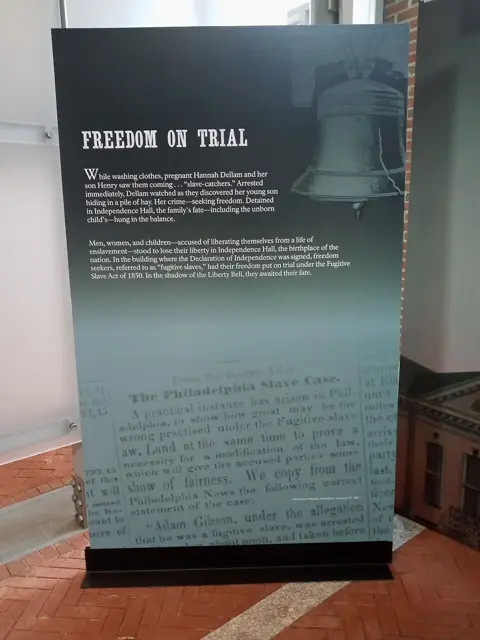 FREEDOM ON TRIAL
While washing clothes, pregnant Hannah Dellam and her
son Henry saw them coming . . . “slave-catchers.” Arrested
immediately, Dellam watched as they discovered her young son
hiding in a pile of hay. Her crime—seeking freedom. Detained
in Independence Hall, the family’s fate—including the unborn
child’s—hung in the balance.
Men, women, and children—accused of liberating themselves from a life of
enslavement—stood to lose their liberty in Independence Hall, the birthplace of the
nation. In the building where the Declaration of Independence was signed, freedom
seekers, referred to as “fugitive slaves,” had their freedom put on trial under the Fugitive
Slave Act of 1850. In the shadow of the Liberty Bell, they awaited their fate.
The Philadelphia Slave Case.
A practical instance has arisen in Phil-
adelphia, to show how great may be the
wrong practised under the Fugitive slave
aw, and at the same time to prove a
necessity for a modification of the law,
which will give the accused party some
show of fairness. We copy from the
Philadelphia News the following correct
statement of the case:
“Adam Gibson, under the allegation
that he was a fugitive slave, was arrested
about noon, and taken before